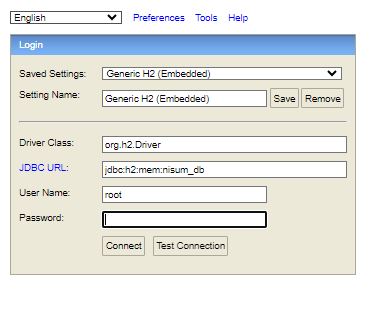 English Preferences Tools Help
Login
Saved Settings: Generic H2 (Embedded)
Setting Name: Generic H2 (Embedded) Save Remove
Driver Class: org.h2.Driver
JDBC URL: jdbc:h2:mem:nisum_db
User Name: root
Password:
Connect Test Connection